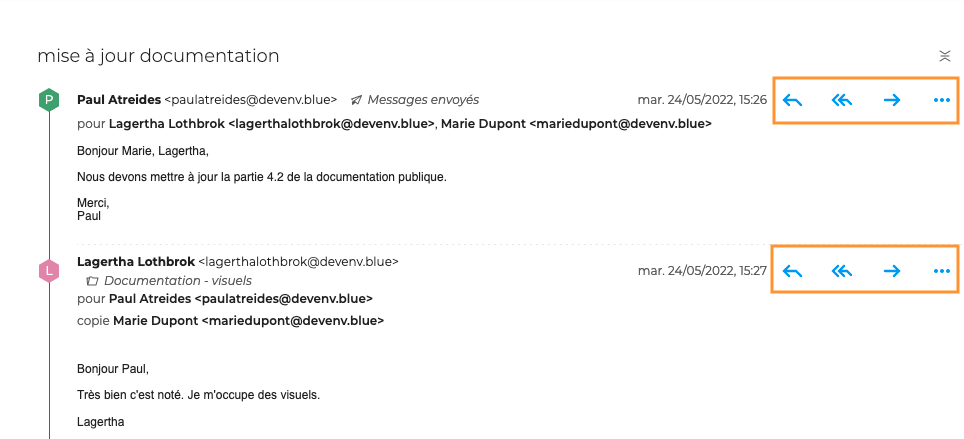 mise à jour documentation
P Paul Atreides <paulatreides@devenv.blue> Messages envoyés mar. 24/05/2022, 15:26
pour Lagertha Lothbrok <lagerthalothbrok@devenv.blue>, Marie Dupont <mariedupont@devenv.blue>
Bonjour Marie, Lagertha,
Nous devons mettre à jour la partie 4.2 de la documentation publique.
Merci,
Paul
Lagertha Lothbrok <lagerthalothbrok@devenv.blue>
L mar. 24/05/2022, 15:27
Documentation - visuels
pour Paul Atreides <paulatreides@devenv.blue>
copie Marie Dupont <mariedupont@devenv.blue>
Bonjour Paul,
Très bien c'est noté. Je m'occupe des visuels.
Lagertha